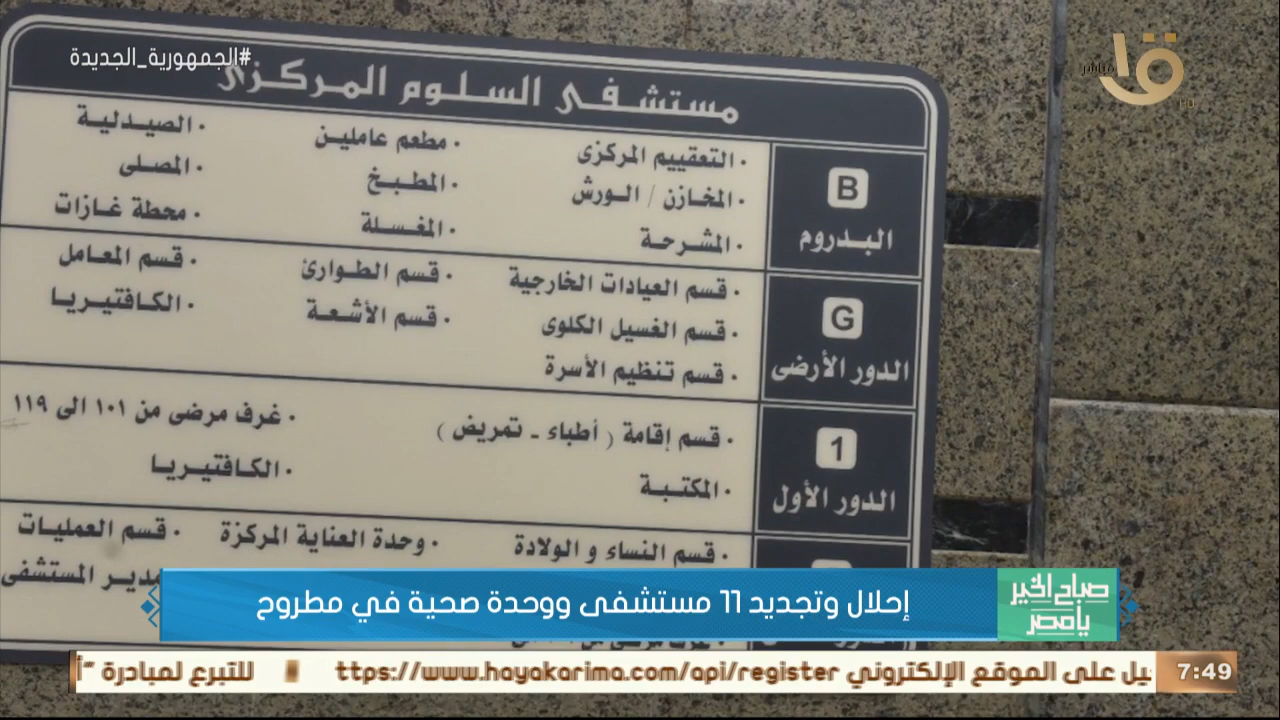 #الجمهورية_الجديدة
مباشر
مستشفى السلوم المركزى
B
البدروم
· التعقييم المركزى
· مطعم عاملين
· الصيدلية
· المخازن / الورش
· المطبخ
· المصلى
· المشرحة
· المغسلة
· محطة غازات
G
الدور الأرضى
· قسم العيادات الخارجية
· قسم الطوارئ
· قسم المعامل
· قسم الغسيل الكلوى
· قسم الأشعة
· الكافتيريا
· قسم تنظيم الأسرة
1
الدور الأول
· قسم إقامة ( أطباء - تمريض )
· غرف مرضى من ١٠١ الى ١١٩
· المكتبة
· الكافتيريا
· قسم النساء و الولادة
· وحدة العناية المركزة
· قسم العمليات
مدير المستشفى
صباح الخير
يا مصر
إحلال وتجديد 11 مستشفى ووحدة صحية في مطروح
7:49
على الموقع الإلكتروني ttps://www.hayakarima.com/api/register
للتبرع لمبادرة